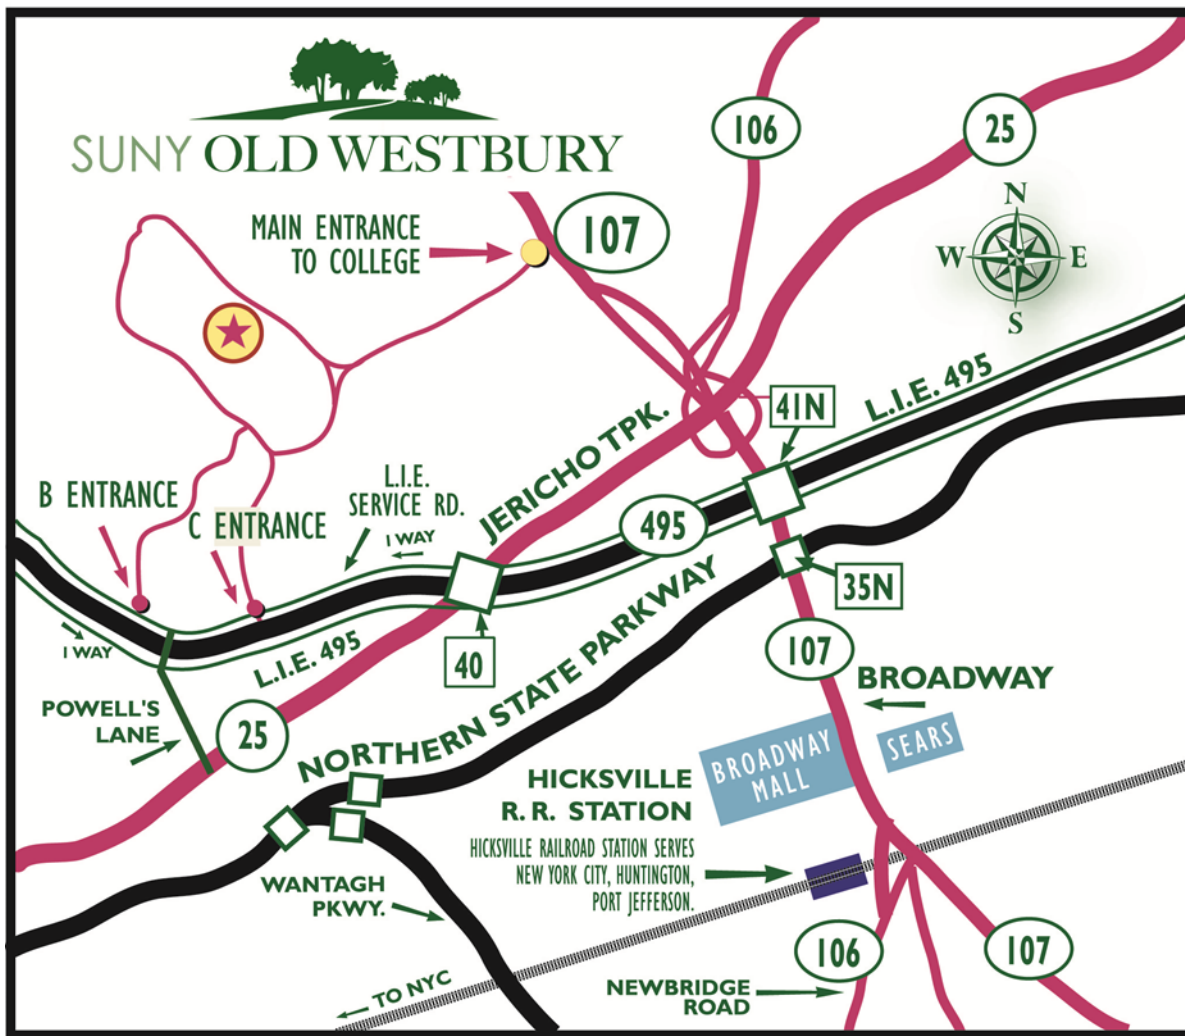 SUNY OLD WESTBURY
106
25
MAIN ENTRANCE
TO COLLEGE
107
N
W E
S
41N
L.I.E. 495
JERICHO TPK.
L.I.E.
SERVICE RD.
B ENTRANCE
C ENTRANCE
1 WAY
495
35N
1 WAY
L.I.E. 495
40
NORTHERN STATE PARKWAY
107
BROADWAY
POWELL'S
LANE
25
BROADWAY
MALL
SEARS
HICKSVILLE
R.R. STATION
HICKSVILLE RAILROAD STATION SERVES
NEW YORK CITY, HUNTINGTON,
PORT JEFFERSON.
WANTAGH
PKWY.
106
107
NEWBRIDGE
ROAD
TO NYC